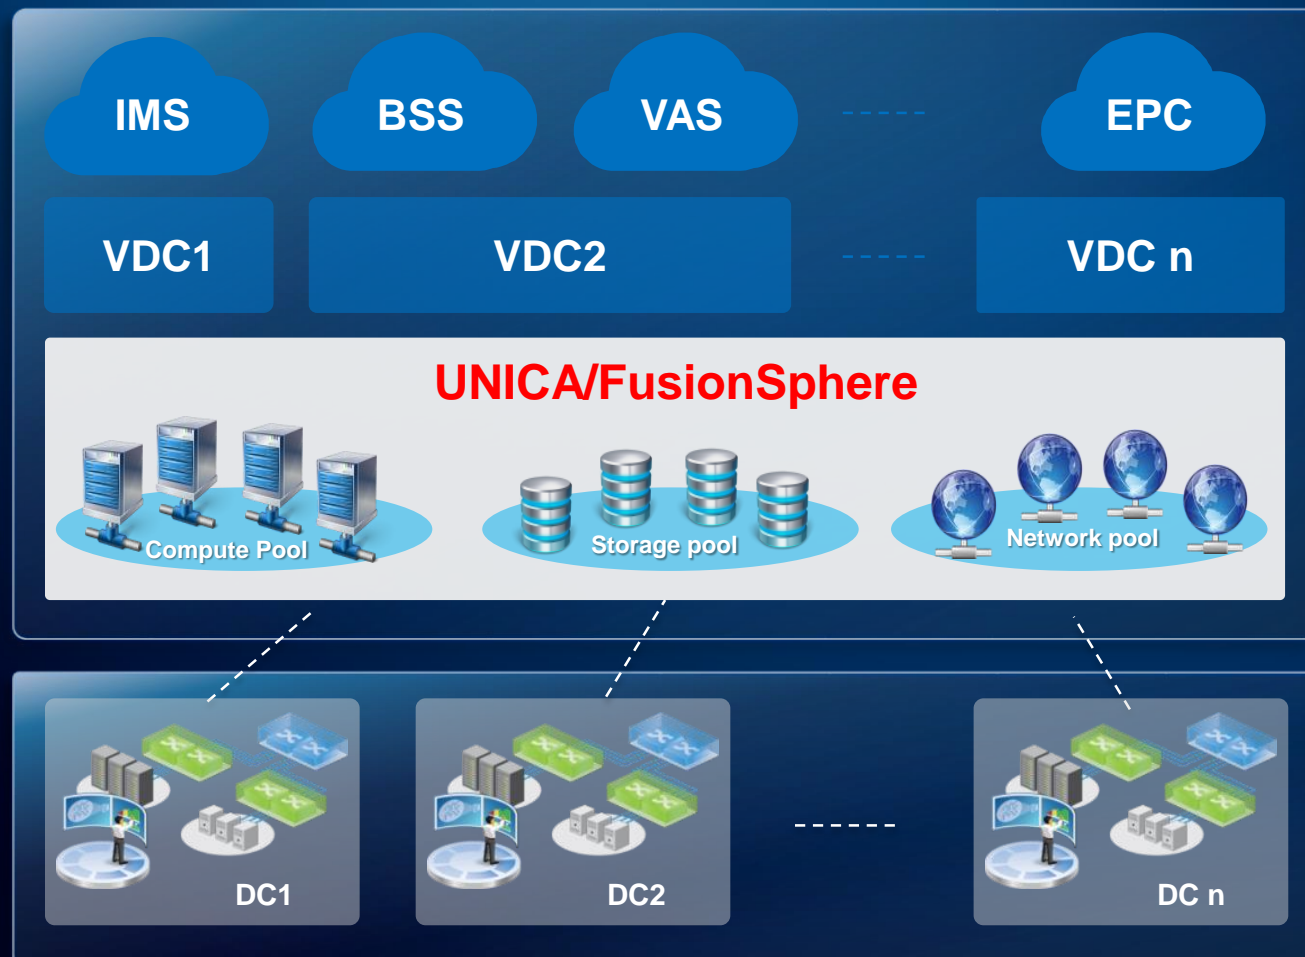 IMS
BSS
VAS
EPC
VDC1
VDC2
VDC n
UNICA/FusionSphere
Compute Pool
Storage pool
Network pool
DC1
DC2
DC n